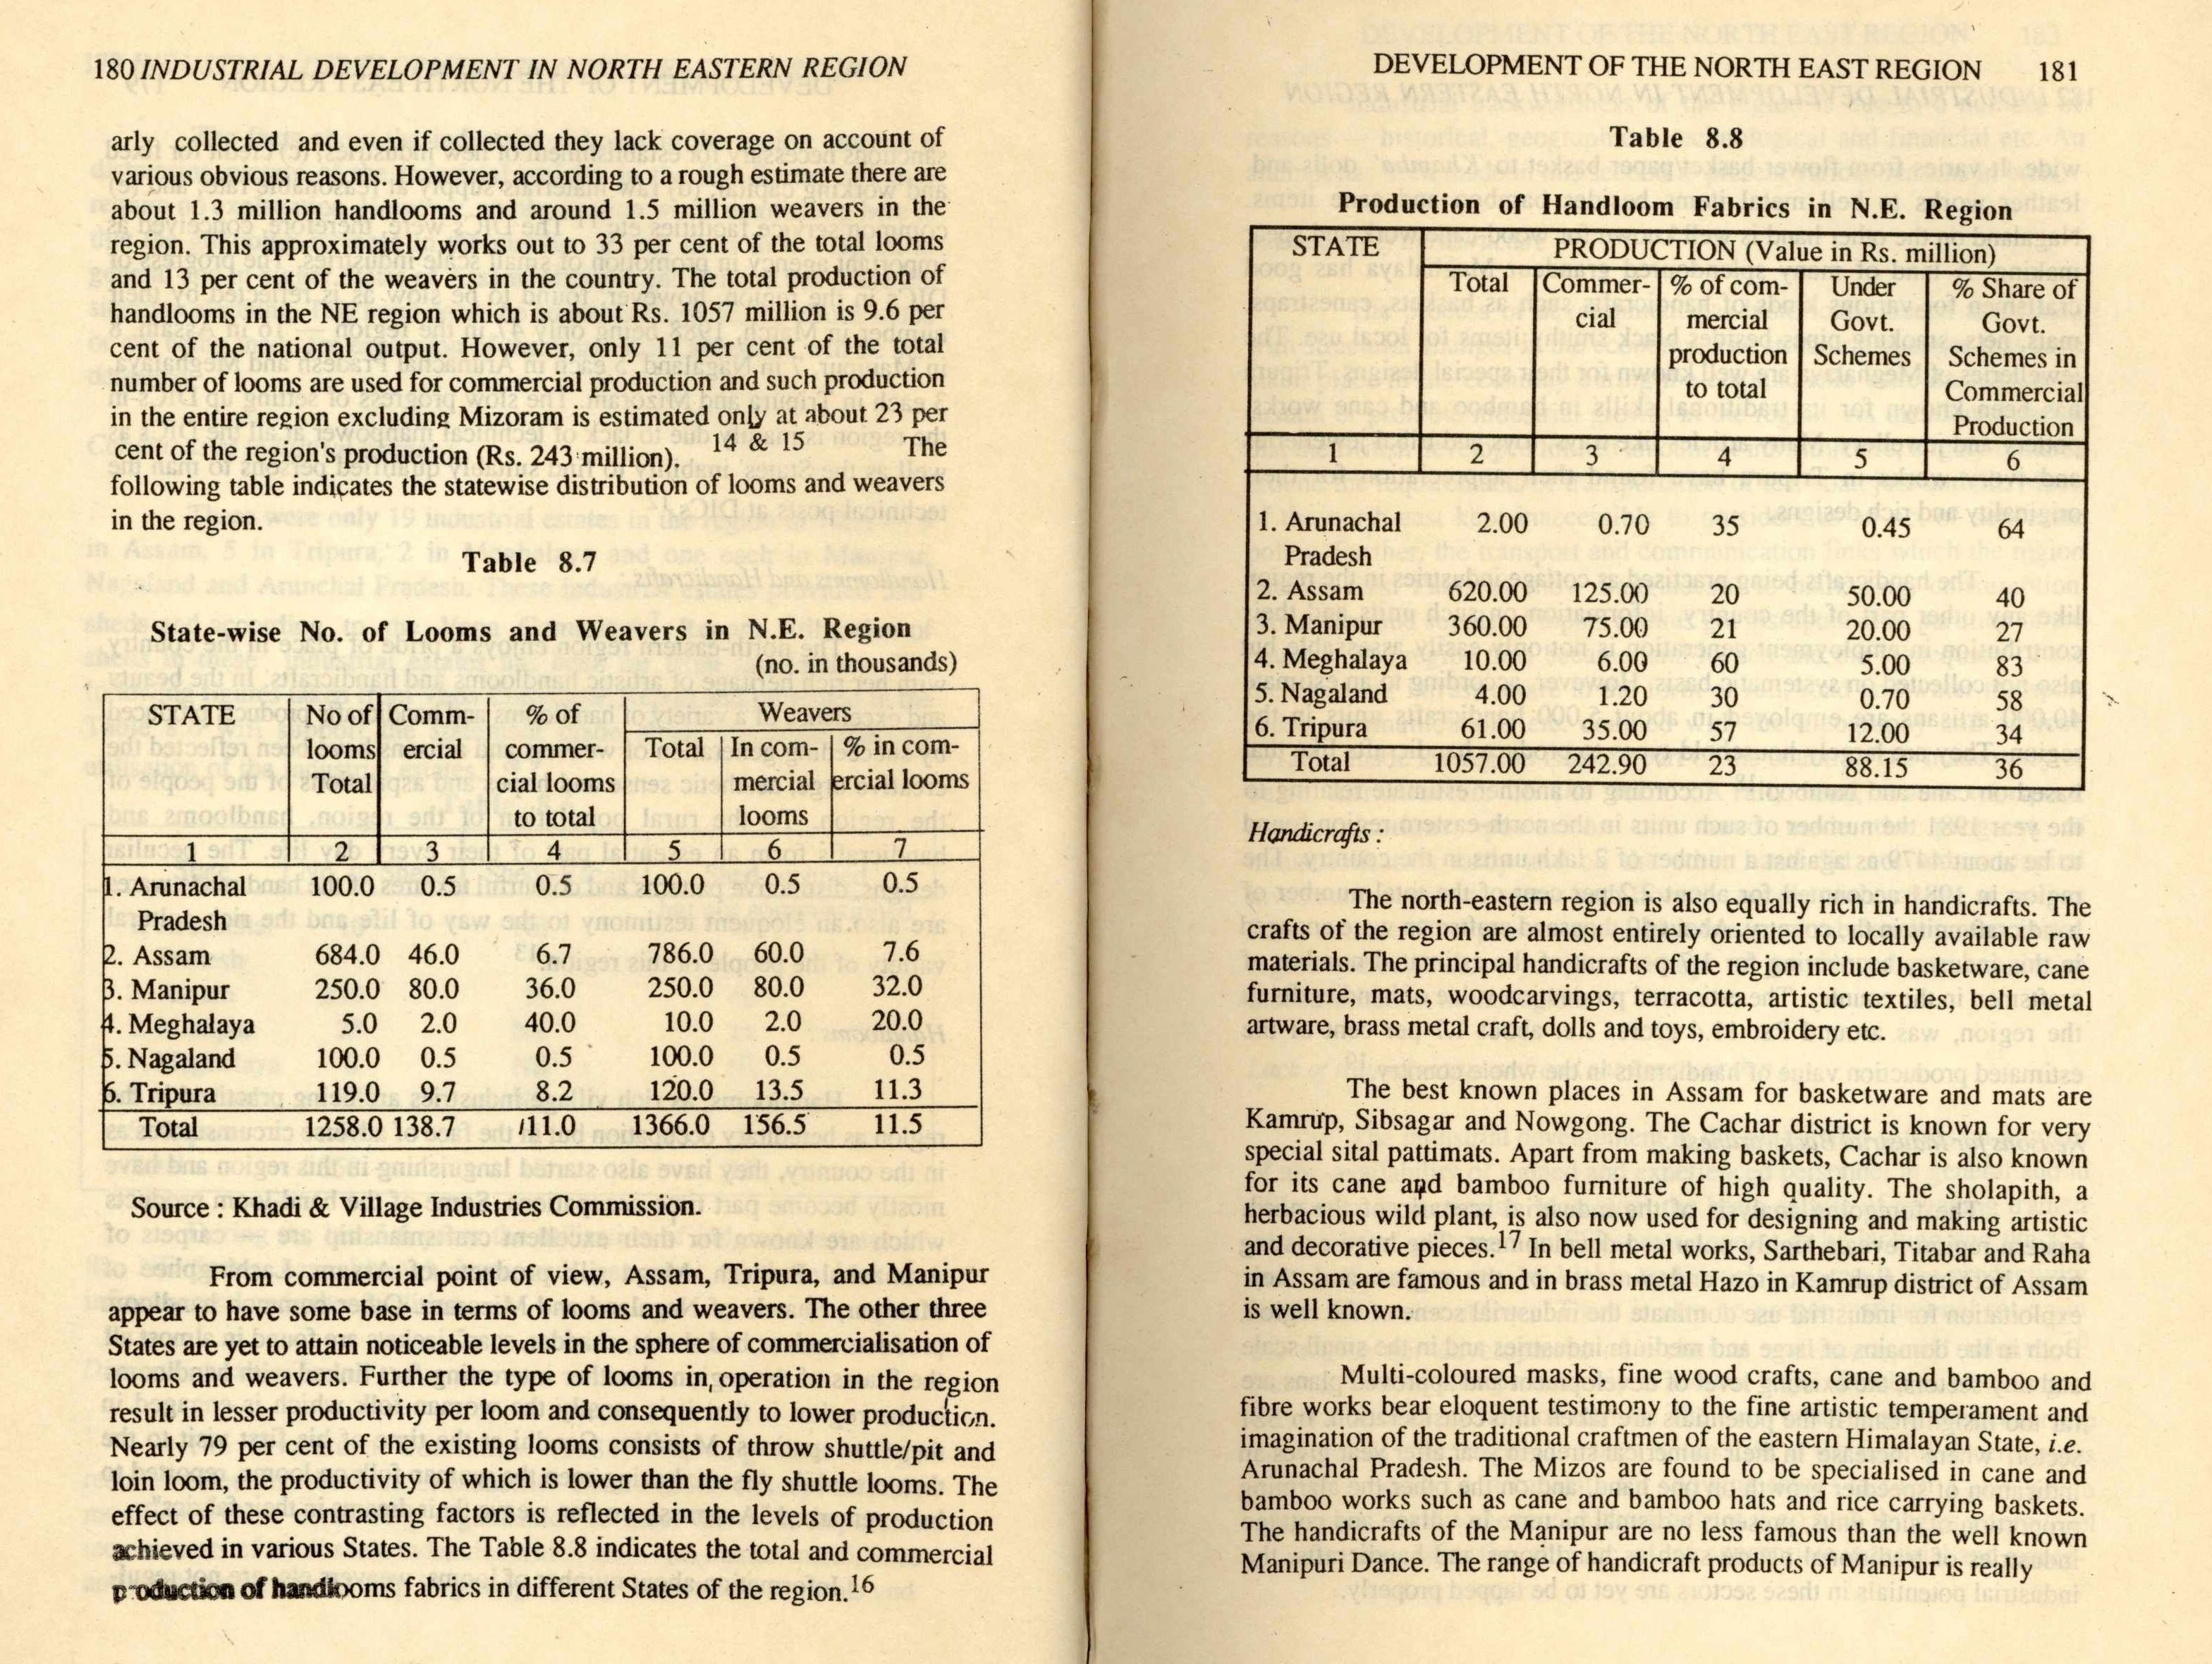 180 INDUSTRIAL DEVELOPMENT IN NORTH EASTERN REGION
arly collected and even if collected they lack coverage on account of
various obvious reasons. However, according to a rough estimate there are
about 1.3 million handlooms and around 1.5 million weavers in the
region. This approximately works out to 33 per cent of the total looms
and 13 per cent of the weavers in the country. The total production of
handlooms in the NE region which is about Rs. 1057 million is 9.6 per
cent of the national output. However, only 11 per cent of the total
number of looms are used for commercial production and such production
in the entire region excluding Mizoram is estimated only at about 23 per
cent of the region's production (Rs. 243 million). 14 & 15 The
following table indicates the statewise distribution of looms and weavers
in the region.
Table 8.7
State-wise No. of Looms and Weavers in N.E. Region
(no. in thousands)
STATE No of Comm- % of Weavers
looms ercial commer- Total In com- % in com-
Total cial looms mercial ercial looms
to total looms
1 2 3 4 5 6 7
1. Arunachal 100.0 0.5 0.5 100.0 0.5 0.5
Pradesh
2. Assam 684.0 46.0 6.7 786.0 60.0 7.6
3. Manipur 250.0 80.0 36.0 250.0 80.0 32.0
4. Meghalaya 5.0 2.0 40.0 10.0 2.0 20.0
5. Nagaland 100.0 0.5 0.5 100.0 0.5 0.5
6. Tripura 119.0 9.7 8.2 120.0 13.5 11.3
Total 1258.0 138.7 11.0 1366.0 156.5 11.5
Source : Khadi & Village Industries Commission.
From commercial point of view, Assam, Tripura, and Manipur
appear to have some base in terms of looms and weavers. The other three
States are yet to attain noticeable levels in the sphere of commercialisation of
looms and weavers. Further the type of looms in operation in the region
result in lesser productivity per loom and consequently to lower production.
Nearly 79 per cent of the existing looms consists of throw shuttle/pit and
loin loom, the productivity of which is lower than the fly shuttle looms. The
effect of these contrasting factors is reflected in the levels of production
achieved in various States. The Table 8.8 indicates the total and commercial
production of handlooms fabrics in different States of the region.16
DEVELOPMENT OF THE NORTH EAST REGION 181
Table 8.8
Production of Handloom Fabrics in N.E. Region
STATE PRODUCTION (Value in Rs. million)
Total Commer- % of com- Under % Share of
cial mercial Govt. Govt.
production Schemes Schemes in
to total Commercial
Production
1 2 3 4 5 6
1. Arunachal 2.00 0.70 35 0.45 64
Pradesh
2. Assam 620.00 125.00 20 50.00 40
3. Manipur 360.00 75.00 21 20.00 27
4. Meghalaya 10.00 6.00 60 5.00 83
5. Nagaland 4.00 1.20 30 0.70 58
6. Tripura 61.00 35.00 57 12.00 34
Total 1057.00 242.90 23 88.15 36
Handicrafts :
The north-eastern region is also equally rich in handicrafts. The
crafts of the region are almost entirely oriented to locally available raw
materials. The principal handicrafts of the region include basketware, cane
furniture, mats, woodcarvings, terracotta, artistic textiles, bell metal
artware, brass metal craft, dolls and toys, embroidery etc.
The best known places in Assam for basketware and mats are
Kamrup, Sibsagar and Nowgong. The Cachar district is known for very
special sital pattimats. Apart from making baskets, Cachar is also known
for its cane and bamboo furniture of high quality. The sholapith, a
herbacious wild plant, is also now used for designing and making artistic
and decorative pieces.17 In bell metal works, Sarthebari, Titabar and Raha
in Assam are famous and in brass metal Hazo in Kamrup district of Assam
is well known.
Multi-coloured masks, fine wood crafts, cane and bamboo and
fibre works bear eloquent testimony to the fine artistic temperament and
imagination of the traditional craftmen of the eastern Himalayan State, i.e.
Arunachal Pradesh. The Mizos are found to be specialised in cane and
bamboo works such as cane and bamboo hats and rice carrying baskets.
The handicrafts of the Manipur are no less famous than the well known
Manipuri Dance. The range of handicraft products of Manipur is really